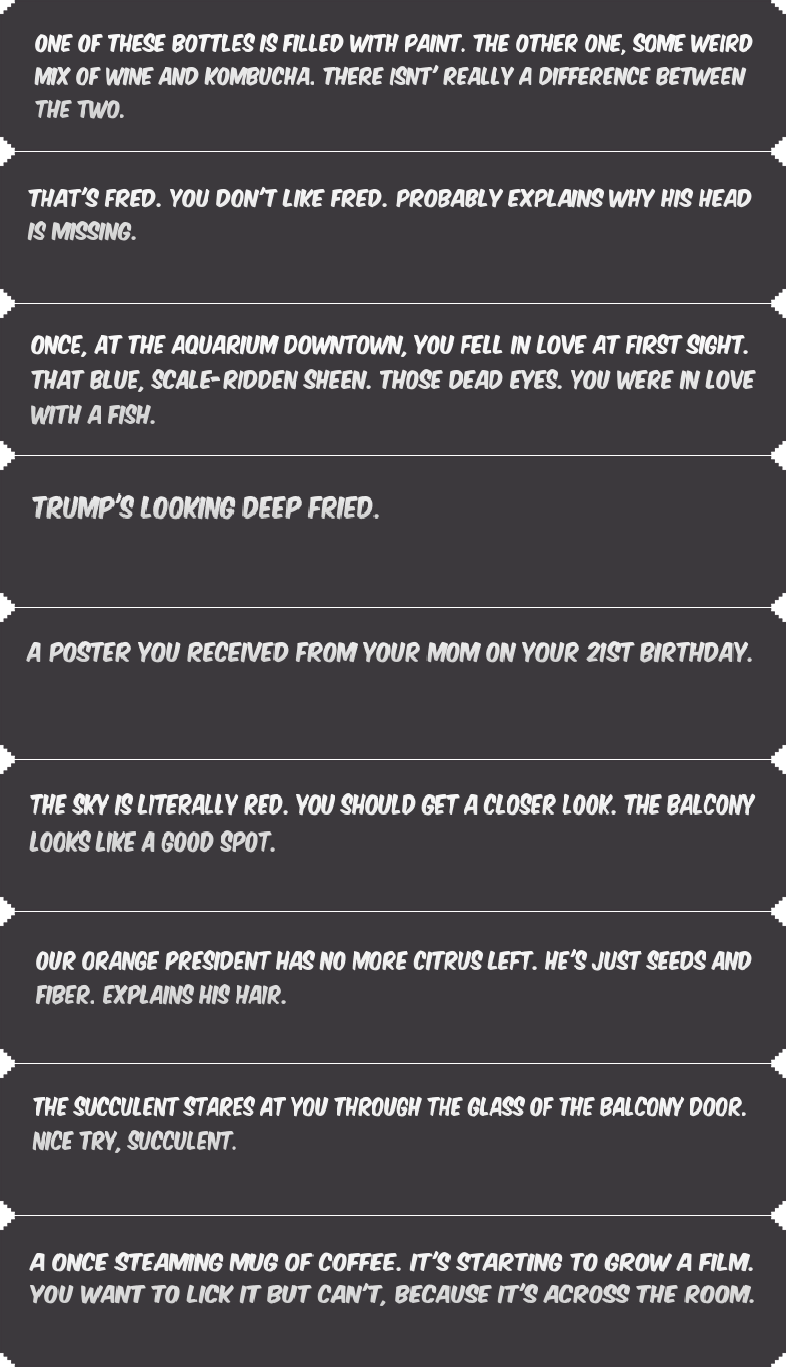 ONE OF THESE BOTTLES IS FILLED WITH PAINT. THE OTHER ONE, SOME WEIRD
MIX OF WINE AND KOMBUCHA. THERE ISNT' REALLY A DIFFERENCE BETWEEN
THE TWO.
THAT'S FRED. YOU DON'T LIKE FRED. PROBABLY EXPLAINS WHY HIS HEAD
IS MISSING.
ONCE, AT THE AQUARIUM DOWNTOWN, YOU FELL IN LOVE AT FIRST SIGHT.
THAT BLUE, SCALE-RIDDEN SHEEN. THOSE DEAD EYES. YOU WERE IN LOVE
WITH A FISH.
TRUMP'S LOOKING DEEP FRIED.
A POSTER YOU RECEIVED FROM YOUR MOM ON YOUR 21ST BIRTHDAY.
THE SKY IS LITERALLY RED. YOU SHOULD GET A CLOSER LOOK. THE BALCONY
LOOKS LIKE A GOOD SPOT.
OUR ORANGE PRESIDENT HAS NO MORE CITRUS LEFT. HE'S JUST SEEDS AND
FIBER. EXPLAINS HIS HAIR.
THE SUCCULENT STARES AT YOU THROUGH THE GLASS OF THE BALCONY DOOR.
NICE TRY, SUCCULENT.
A ONCE STEAMING MUG OF COFFEE. IT'S STARTING TO GROW A FILM.
YOU WANT TO LICK IT BUT CAN'T, BECAUSE IT'S ACROSS THE ROOM.